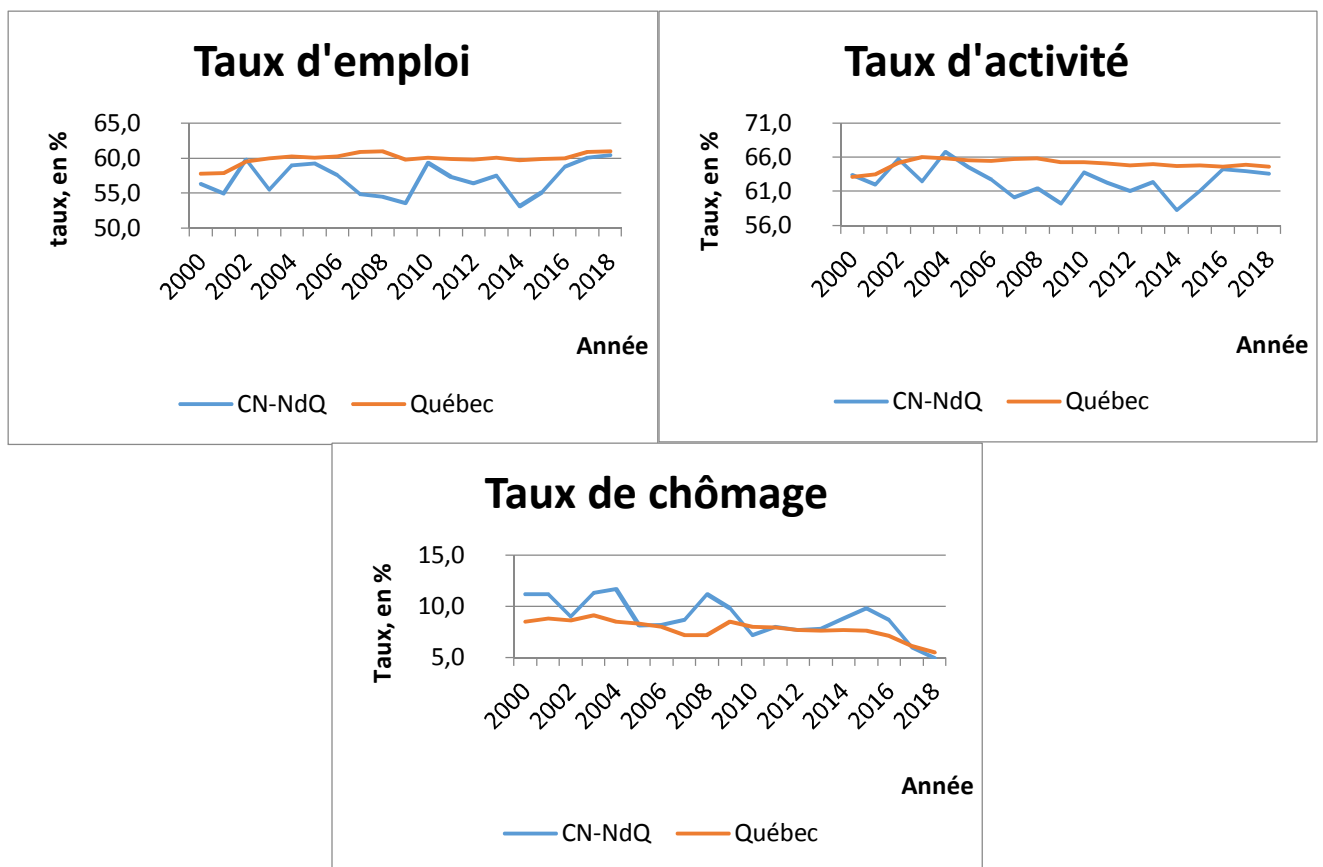 Taux d'emploi
taux, en %
65,0
60,0
55,0
50,0
2000 2002 2004 2006 2008 2010 2012 2014 2016 2018
Année
CN-NdQ Québec
Taux d'activité
Taux, en %
71,0
66,0
61,0
56,0
2000 2002 2004 2006 2008 2010 2012 2014 2016 2018
Année
CN-NdQ Québec
Taux de chômage
Taux, en %
15,0
10,0
5,0
2000 2002 2004 2006 2008 2010 2012 2014 2016 2018
Année
CN-NdQ Québec